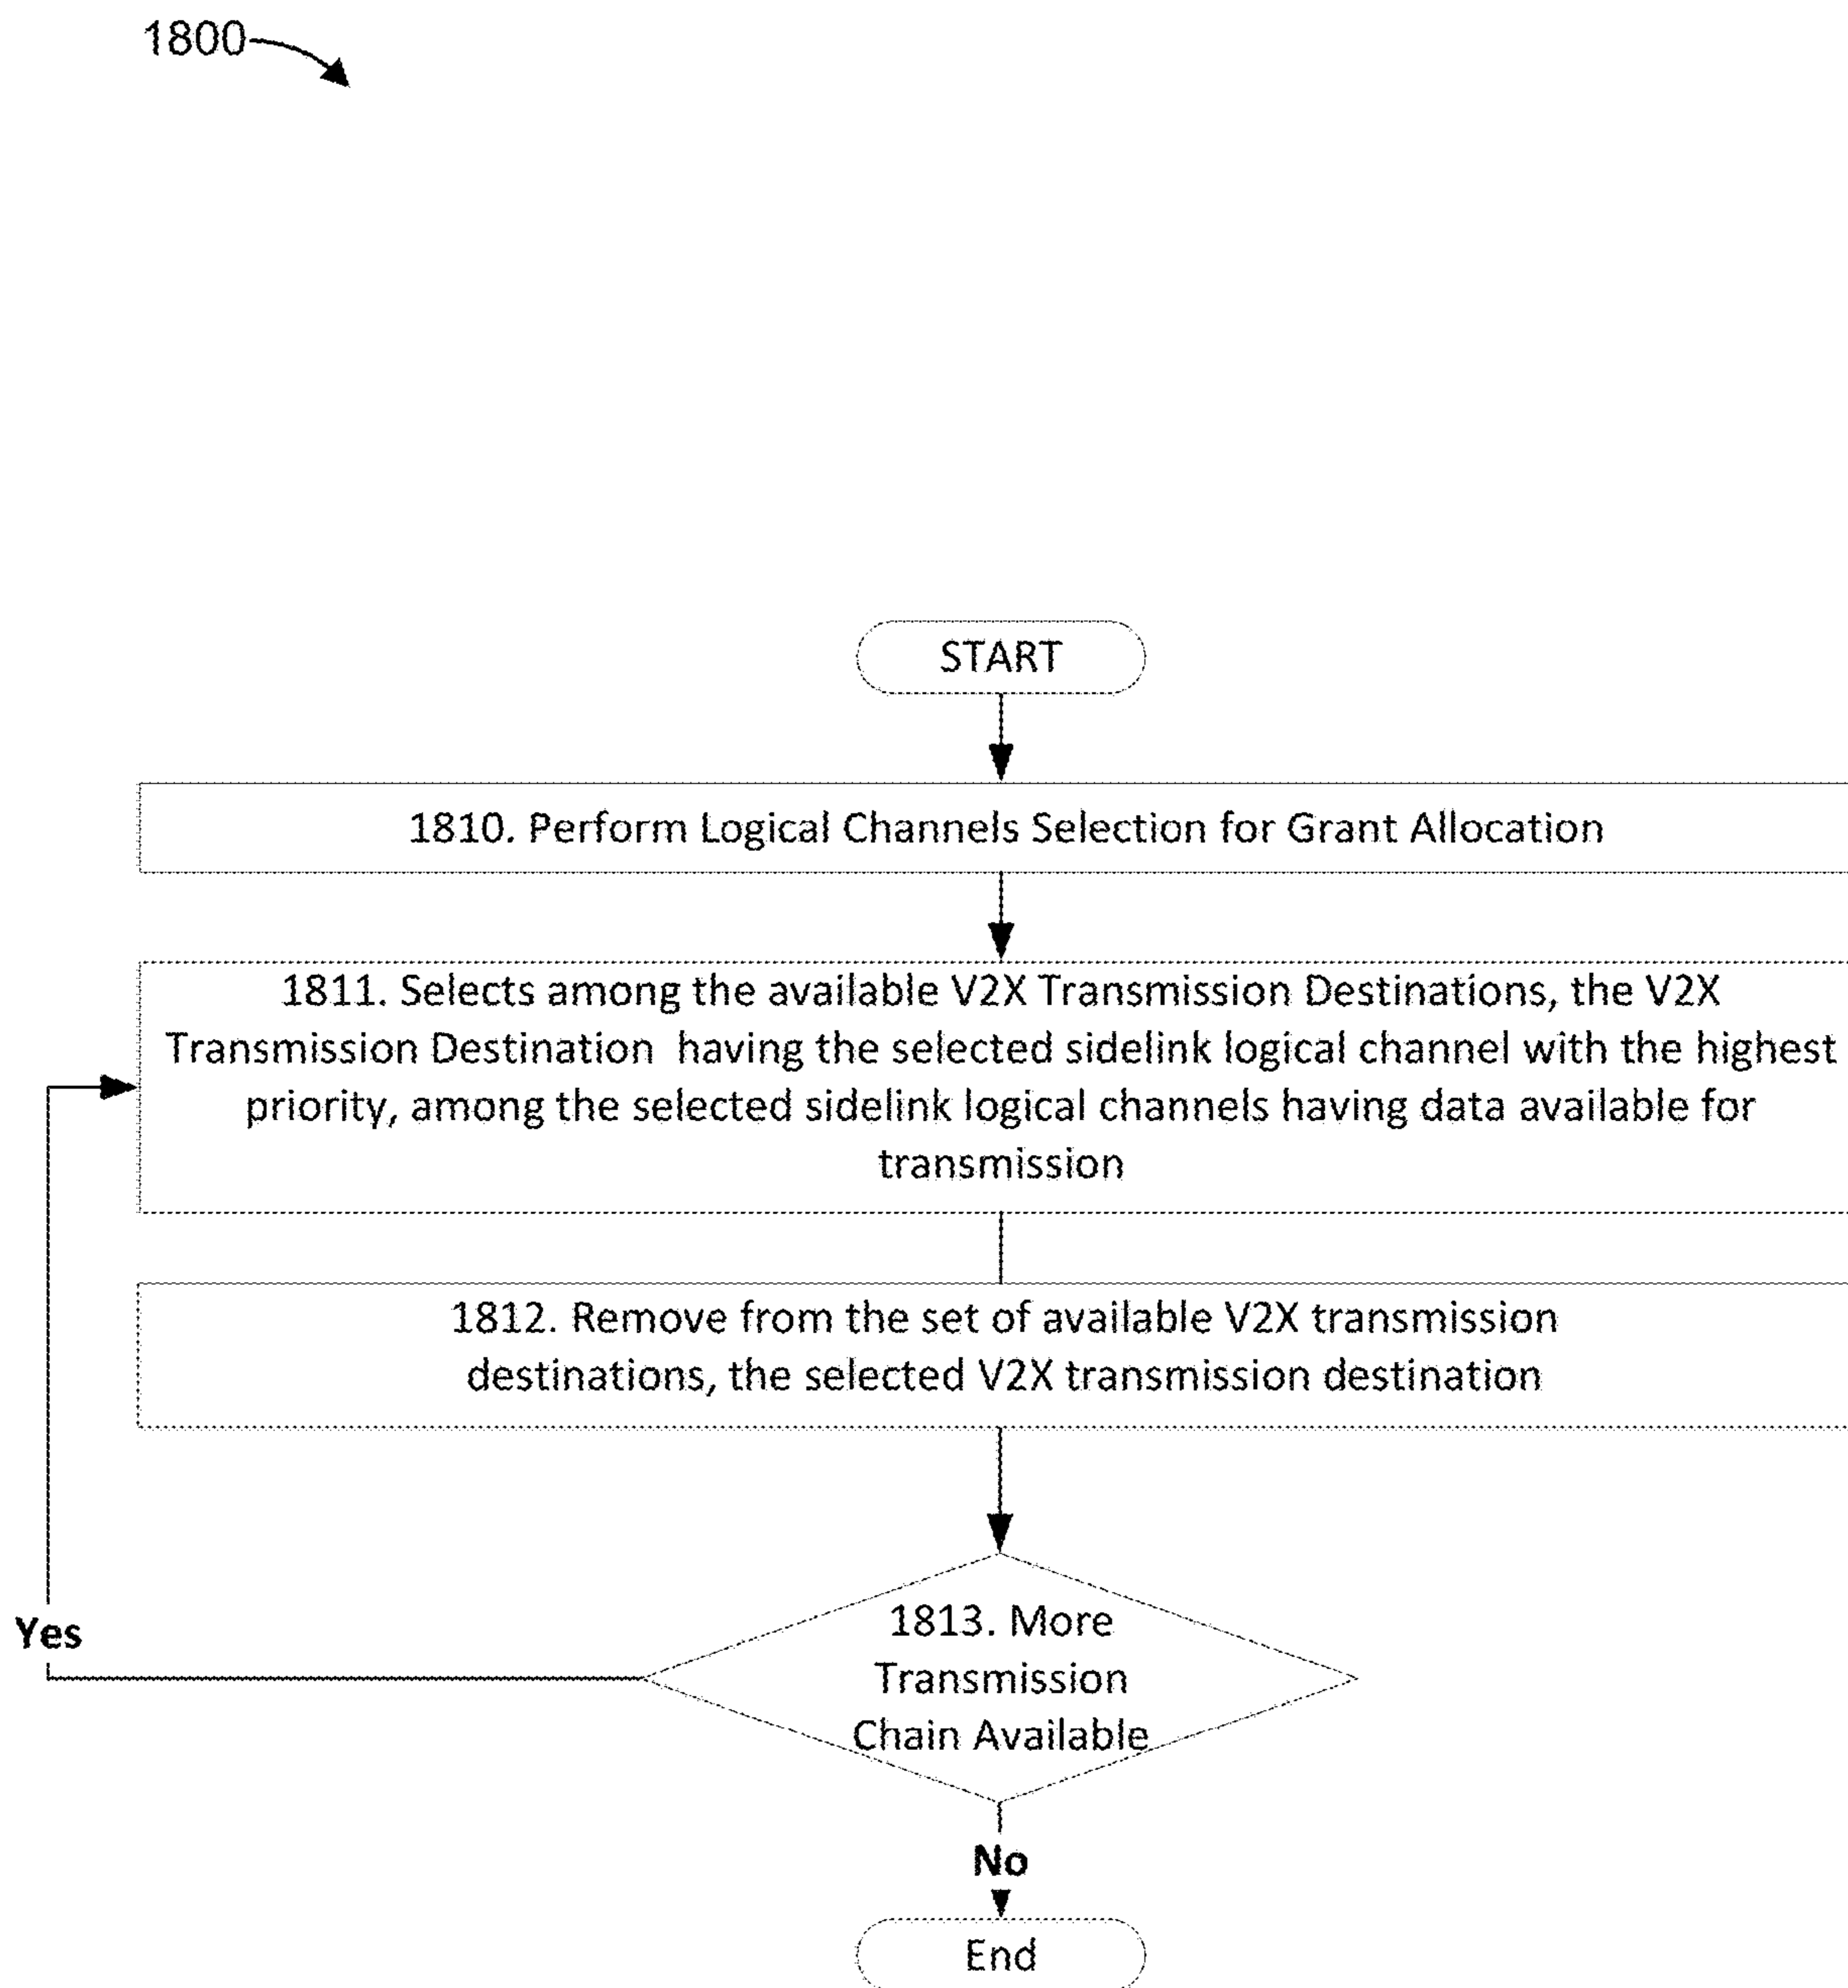 1800
START
1810. Perform Logical Channels Selection for Grant Allocation
1811. Selects among the available V2X Transmission Destinations, the V2X
Transmission Destination having the selected sidelink logical channel with the highest
priority, among the selected sidelink logical channels having data available for
transmission
1812. Remove from the set of available V2X transmission
destinations, the selected V2X transmission destination
Yes
1813. More
Transmission
Chain Available
No
End